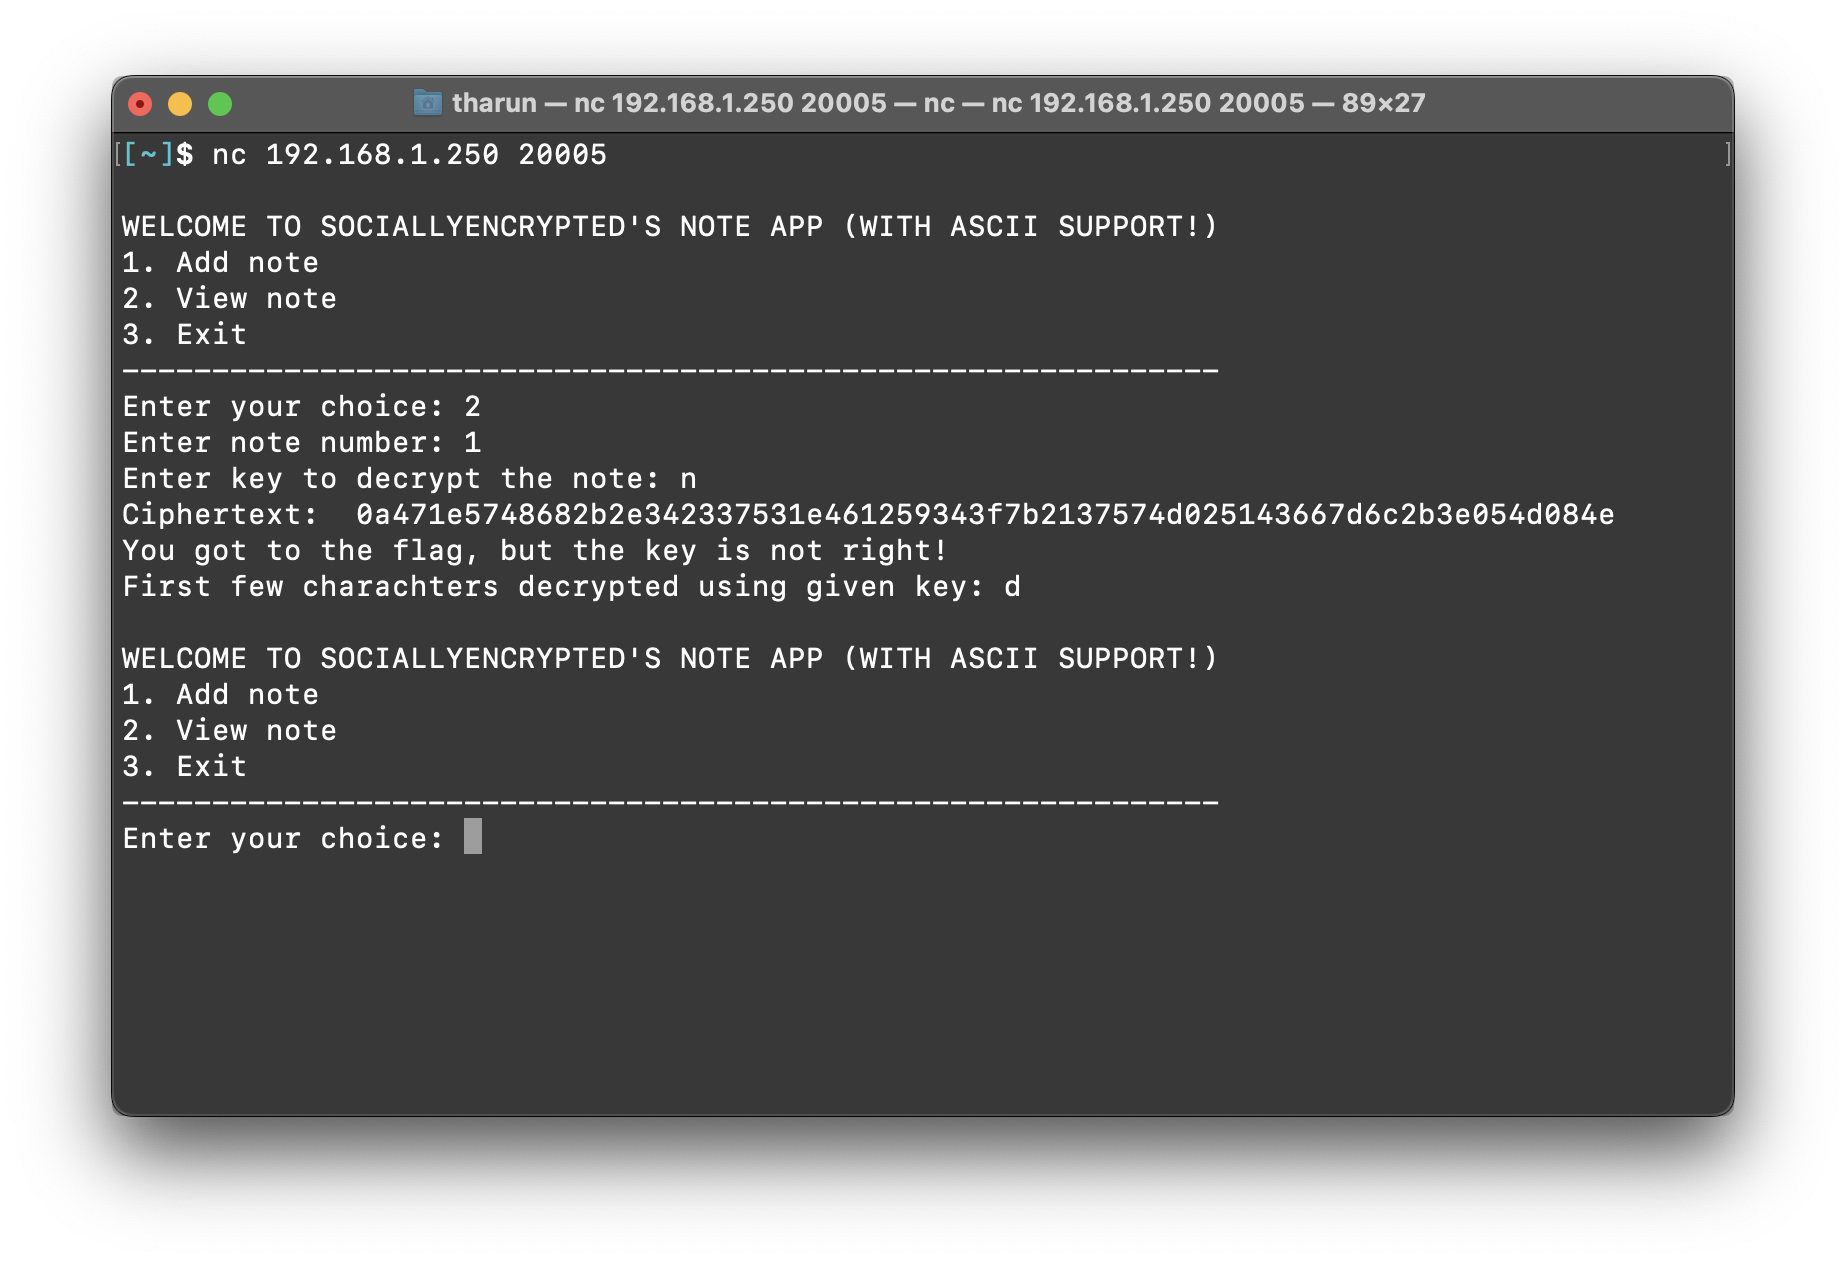 tharun — nc 192.168.1.250 20005 — nc — nc 192.168.1.250 20005 — 89×27
[[~]$ nc 192.168.1.250 20005 ]
WELCOME TO SOCIALLYENCRYPTED'S NOTE APP (WITH ASCII SUPPORT!)
1. Add note
2. View note
3. Exit
-------------------------------------------------------------
Enter your choice: 2
Enter note number: 1
Enter key to decrypt the note: n
Ciphertext:  0a471e5748682b2e342337531e461259343f7b2137574d025143667d6c2b3e054d084e
You got to the flag, but the key is not right!
First few charachters decrypted using given key: d
WELCOME TO SOCIALLYENCRYPTED'S NOTE APP (WITH ASCII SUPPORT!)
1. Add note
2. View note
3. Exit
-------------------------------------------------------------
Enter your choice: